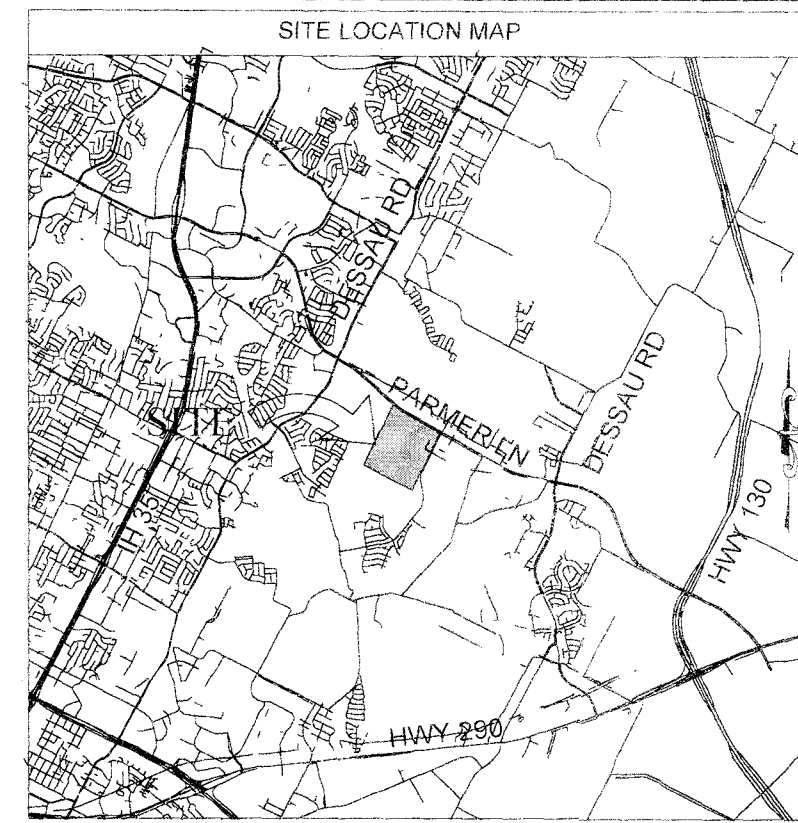 SITE LOCATION MAP
DESSAU RD
PARMER LN
DESSAU RD
SITE
IH 35
HWY 130
HWY 290